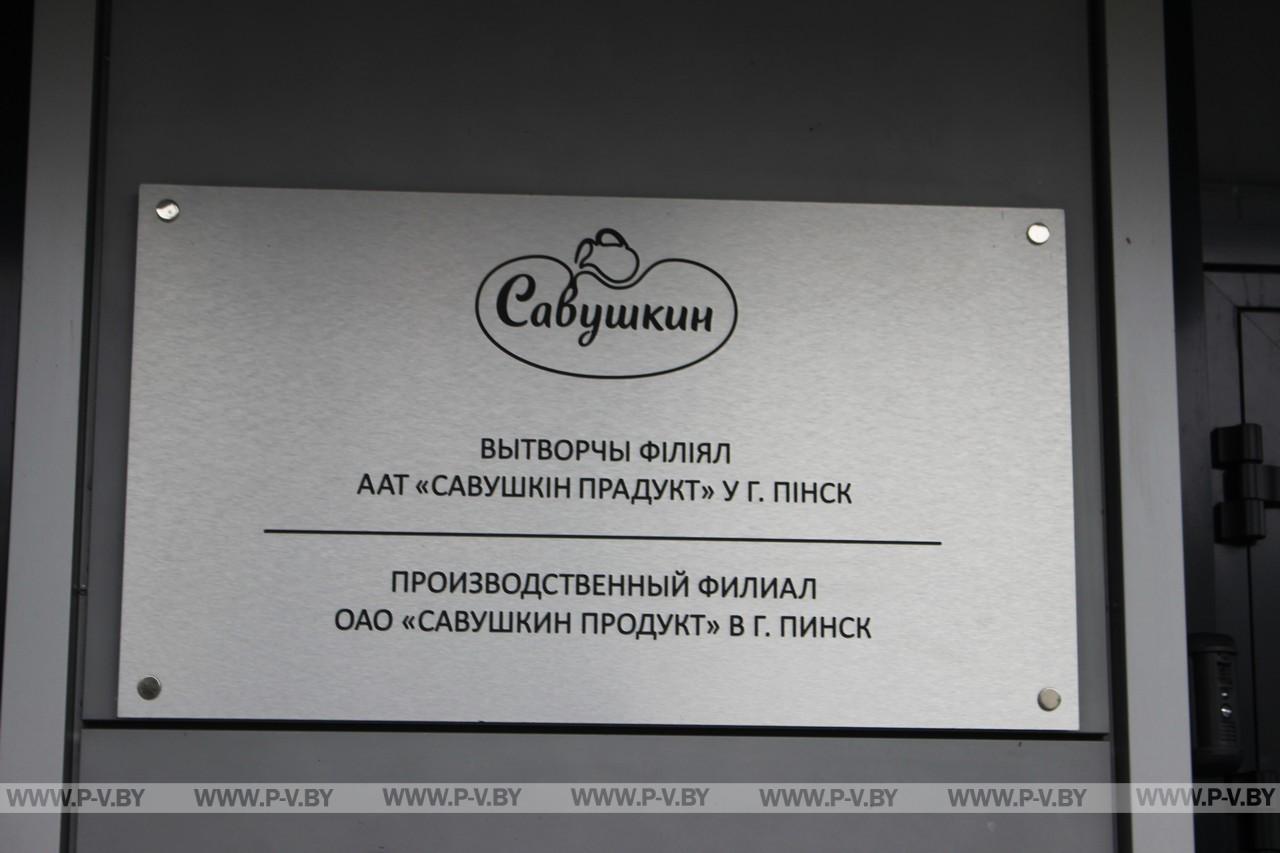 Савушкин
ВЫТВОРЧЫ ФІЛІЯЛ
ААТ «САВУШКІН ПРАДУКТ» У Г. ПІНСК
ПРОИЗВОДСТВЕННЫЙ ФИЛИАЛ
ОАО «САВУШКИН ПРОДУКТ» В Г. ПИНСК
WWW.P-V.BY WWW.P-V.BY WWW.P-V.BY WWW.P-V.BY WWW.P-V.BY WWW.P-V.BY WWW.P-V.BY